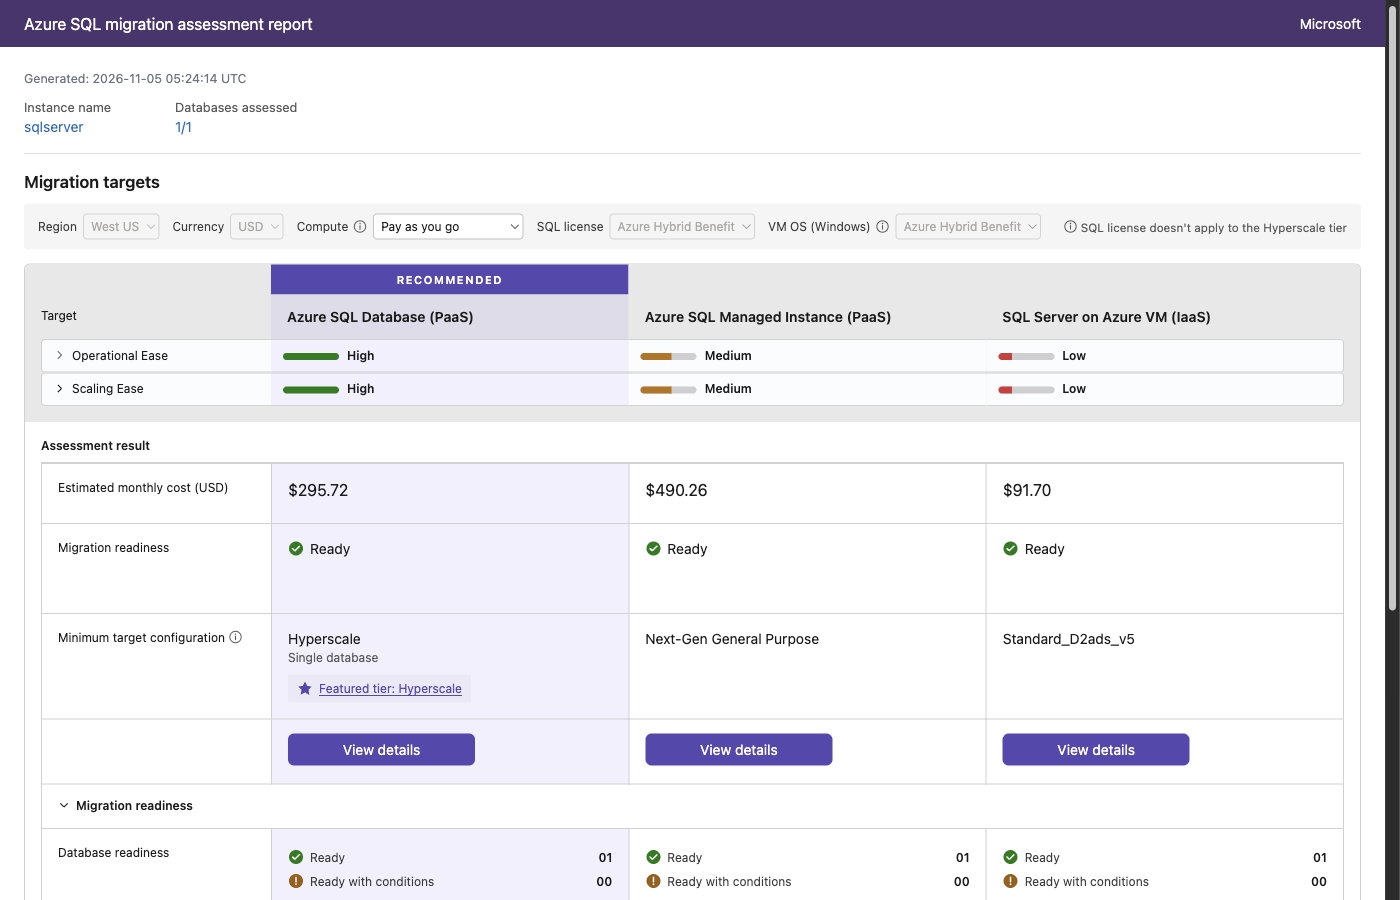 Azure SQL migration assessment report
Microsoft
Generated: 2026-11-05 05:24:14 UTC
Instance name
Databases assessed
sqlserver
1/1
Migration targets
Region West US Currency USD Compute Pay as you go SQL license Azure Hybrid Benefit VM OS (Windows) Azure Hybrid Benefit SQL license doesn't apply to the Hyperscale tier
RECOMMENDED
Target Azure SQL Database (PaaS) Azure SQL Managed Instance (PaaS) SQL Server on Azure VM (IaaS)
Operational Ease High Medium Low
Scaling Ease High Medium Low
Assessment result
Estimated monthly cost (USD) $295.72 $490.26 $91.70
Migration readiness Ready Ready Ready
Minimum target configuration Hyperscale Next-Gen General Purpose Standard_D2ads_v5
Single database
Featured tier: Hyperscale
View details View details View details
Migration readiness
Database readiness Ready 01 Ready 01 Ready 01
Ready with conditions 00 Ready with conditions 00 Ready with conditions 00